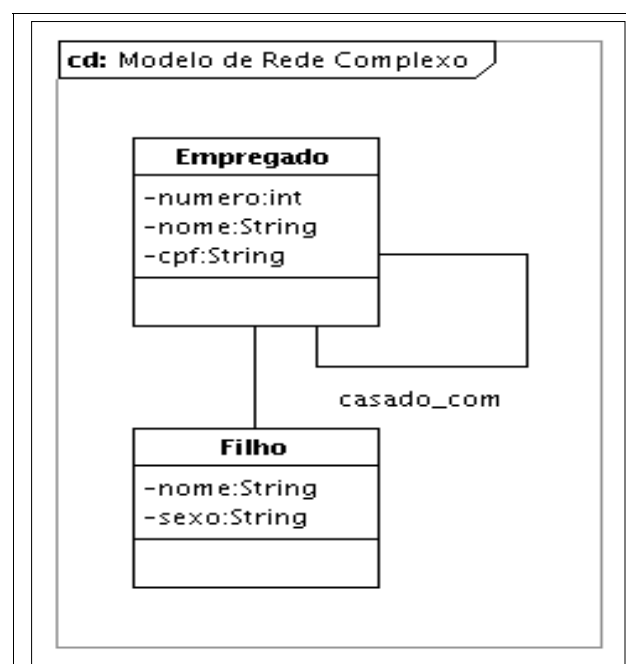 cd: Modelo de Rede Complexo
Empregado
-numero:int
-nome:String
-cpf:String
casado_com
Filho
-nome:String
-sexo:String